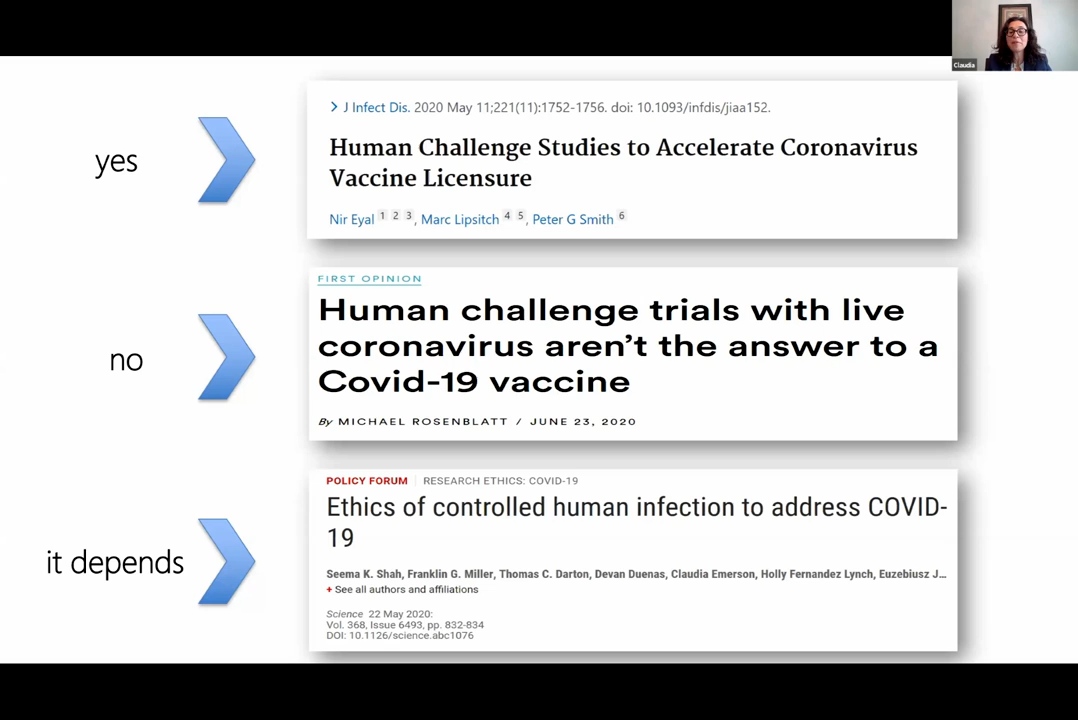 Claudia
yes
> J Infect Dis. 2020 May 11;221(11):1752-1756. doi: 10.1093/infdis/jiaa152.
Human Challenge Studies to Accelerate Coronavirus
Vaccine Licensure
Nir Eyal 1 2 3, Marc Lipsitch 4 5, Peter G Smith 6
no
FIRST OPINION
Human challenge trials with live
coronavirus aren’t the answer to a
Covid-19 vaccine
By MICHAEL ROSENBLATT / JUNE 23, 2020
it depends
POLICY FORUM | RESEARCH ETHICS: COVID-19
Ethics of controlled human infection to address COVID-
19
Seema K. Shah, Franklin G. Miller, Thomas C. Darton, Devan Duenas, Claudia Emerson, Holly Fernandez Lynch, Euzebiusz J...
+ See all authors and affiliations
Science 22 May 2020:
Vol. 368, Issue 6493, pp. 832-834
DOI: 10.1126/science.abc1076